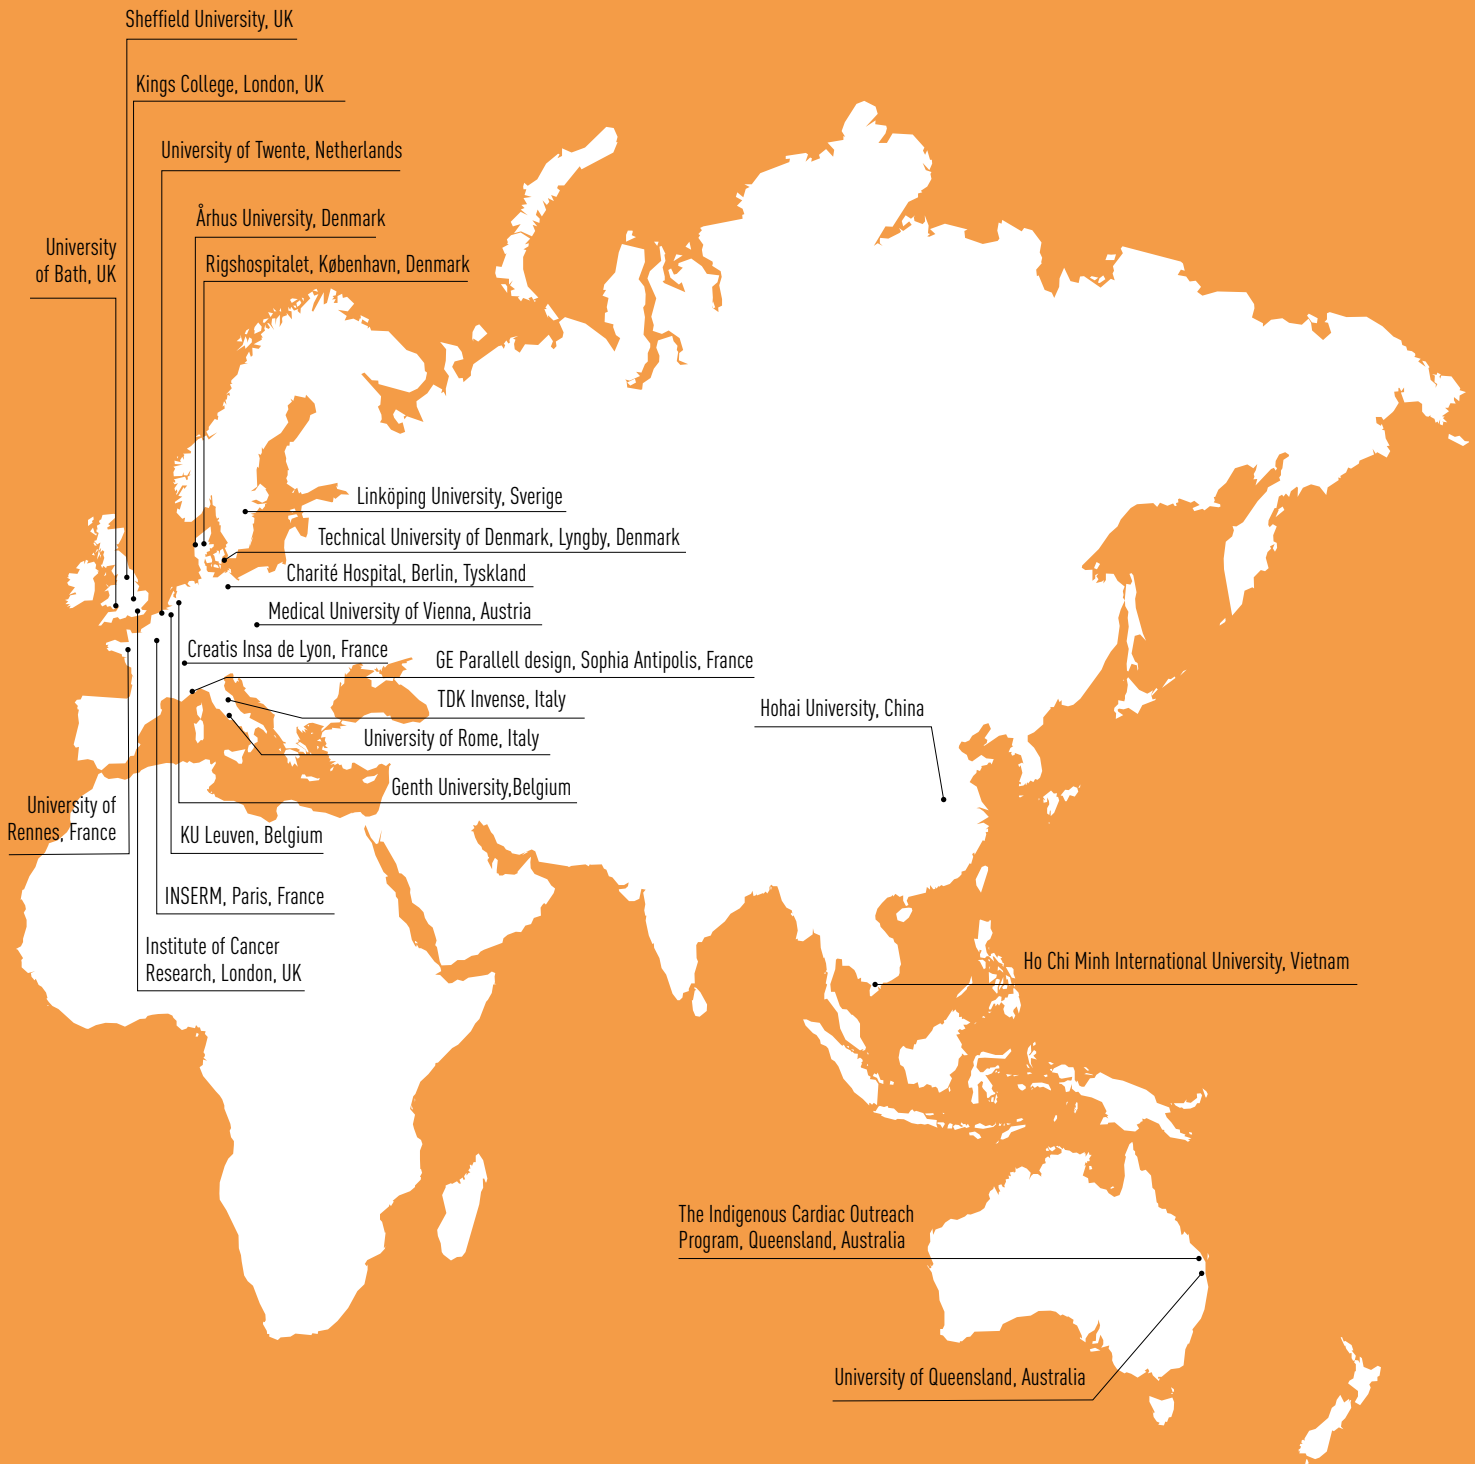 Sheffield University, UK
Kings College, London, UK
University of Twente, Netherlands
Århus University, Denmark
University
of Bath, UK
Rigshospitalet, København, Denmark
Linköping University, Sverige
Technical University of Denmark, Lyngby, Denmark
Charité Hospital, Berlin, Tyskland
Medical University of Vienna, Austria
Creatis Insa de Lyon, France
GE Parallell design, Sophia Antipolis, France
TDK Invense, Italy
Hohai University, China
University of Rome, Italy
Genth University,Belgium
University of
Rennes, France
KU Leuven, Belgium
INSERM, Paris, France
Institute of Cancer
Research, London, UK
Ho Chi Minh International University, Vietnam
The Indigenous Cardiac Outreach
Program, Queensland, Australia
University of Queensland, Australia